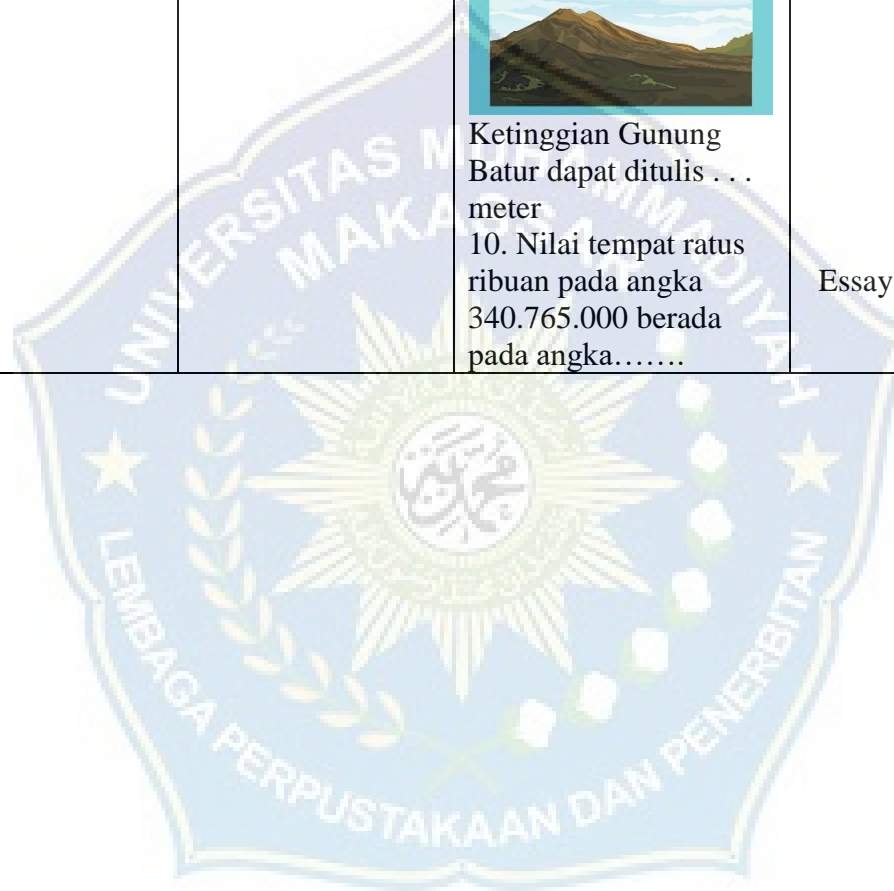 Ketinggian Gunung
Batur dapat ditulis . . .
meter
10. Nilai tempat ratus
ribuan pada angka
340.765.000 berada
pada angka…….
Essay
UNIVERSITAS MUHAMMADIYAH
MAKASSAR
LEMBAGA PERPUSTAKAAN DAN PENERBITAN